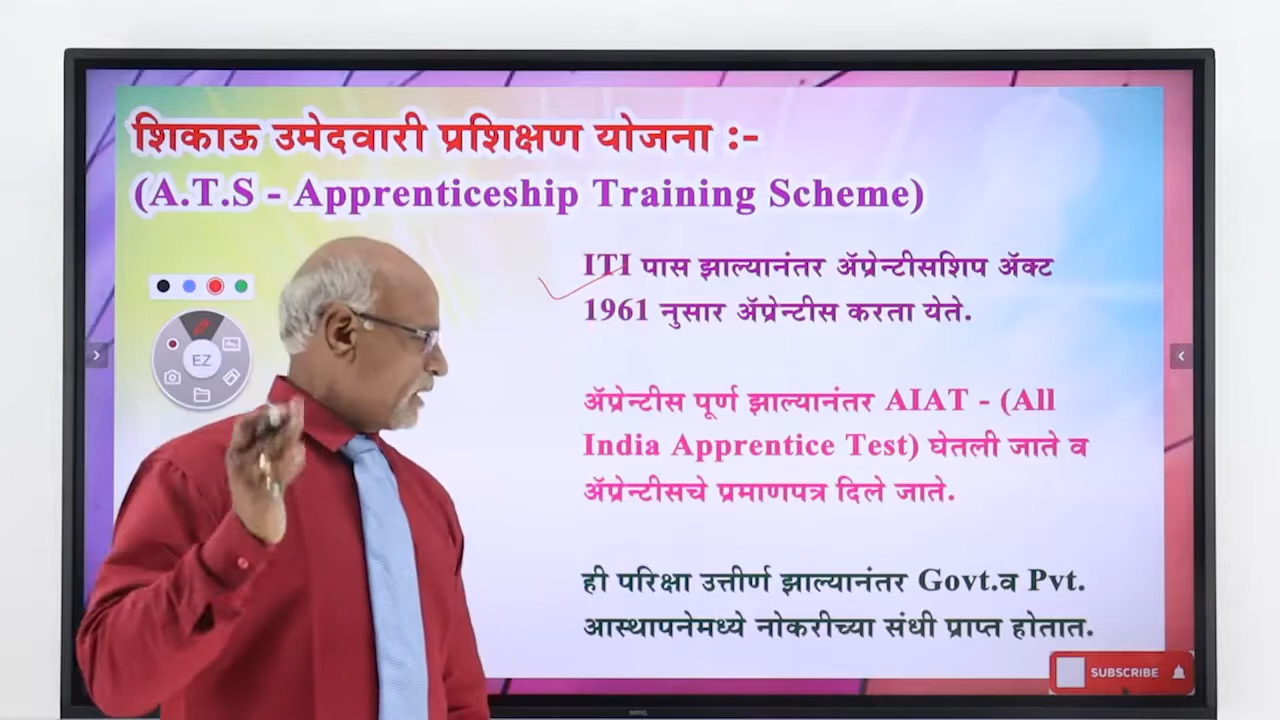 शिकाऊ उमेदवारी प्रशिक्षण योजना :-
(A.T.S - Apprenticeship Training Scheme)
ITI पास झाल्यानंतर ॲप्रेन्टीसशिप ॲक्ट
1961 नुसार ॲप्रेन्टीस करता येते.
ॲप्रेन्टीस पूर्ण झाल्यानंतर AIAT - (All
India Apprentice Test) घेतली जाते व
ॲप्रेन्टीसचे प्रमाणपत्र दिले जाते.
ही परिक्षा उत्तीर्ण झाल्यानंतर Govt.व Pvt.
आस्थापनेमध्ये नोकरीच्या संधी प्राप्त होतात.
EZ
SUBSCRIBE